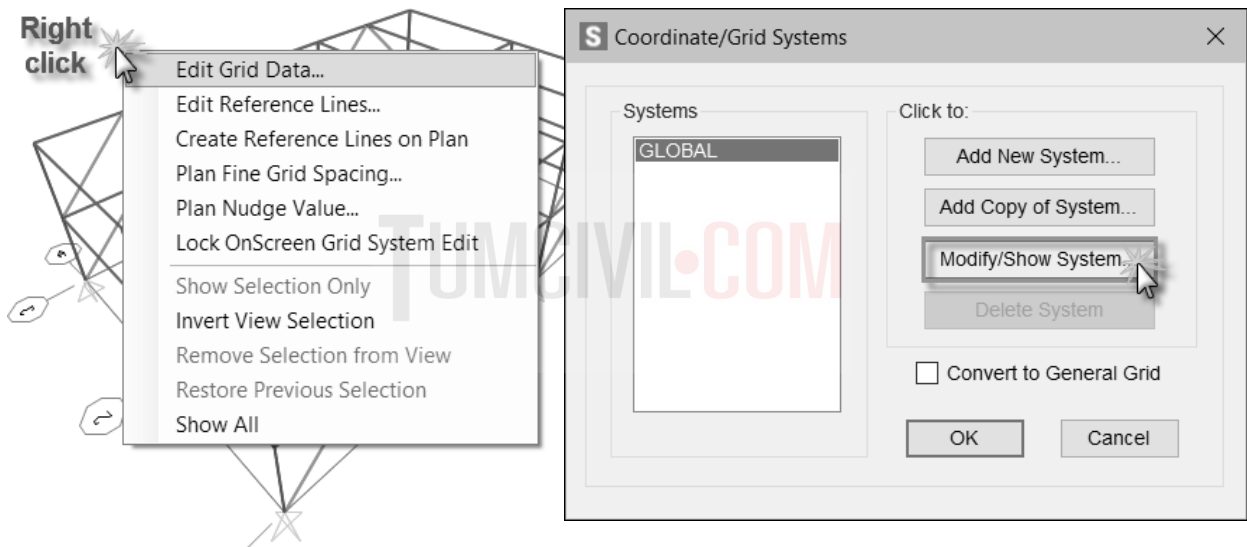 Right
click
Edit Grid Data...
Edit Reference Lines...
Create Reference Lines on Plan
Plan Fine Grid Spacing...
Plan Nudge Value...
Lock OnScreen Grid System Edit
Show Selection Only
Invert View Selection
Remove Selection from View
Restore Previous Selection
Show All
S Coordinate/Grid Systems
Systems
GLOBAL
Click to:
Add New System...
Add Copy of System...
Modify/Show System...
Delete System
Convert to General Grid
OK
Cancel
TUMCIVIL.COM